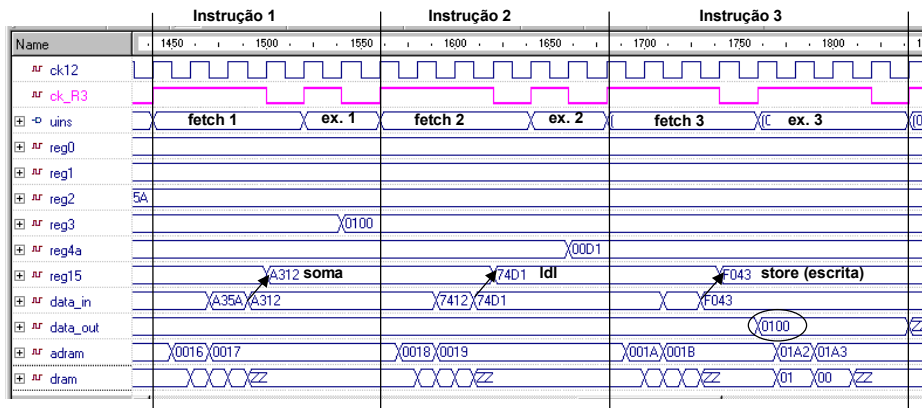 Instrução 1 Instrução 2 Instrução 3
Name 1450 1500 1550 1600 1650 1700 1750 1800
ck12
ck_R3
uins fetch 1 ex. 1 fetch 2 ex. 2 fetch 3 ex. 3
reg0
reg1
reg2 5A
reg3 0100
reg4a 00D1
reg15 A312 soma 74D1 ldl F043 store (escrita)
data_in A35A A312 7412 74D1 F043
data_out 0100
adram 0016 0017 0018 0019 001A 001B 01A2 01A3
dram ZZ ZZ ZZ 01 00 ZZ